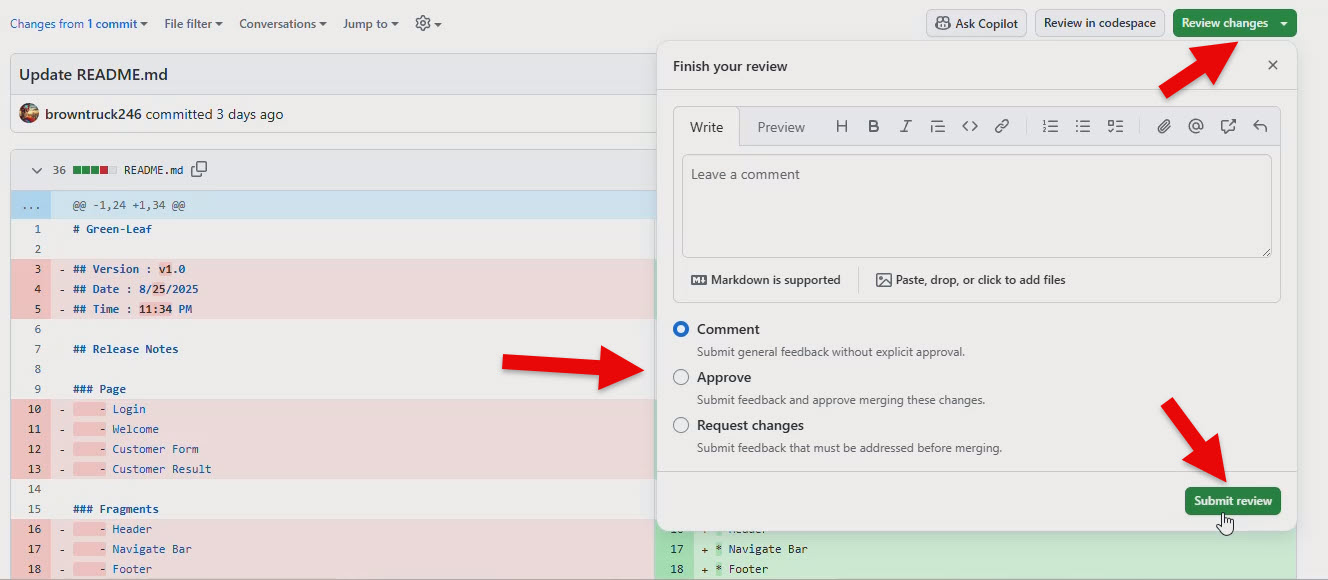 Changes from 1 commit File filter Conversations Jump to Ask Copilot Review in codespace Review changes
Update README.md
browntruck246 committed 3 days ago
36 README.md
... @@ -1,24 +1,34 @@
1 # Green-Leaf
2
3 - ## Version : v1.0
4 - ## Date : 8/25/2025
5 - ## Time : 11:34 PM
6
7 ## Release Notes
8
9 ### Page
10 - - Login
11 - - Welcome
12 - - Customer Form
13 - - Customer Result
14
15 ### Fragments
16 - - Header
17 - - Navigate Bar
18 - - Footer
Finish your review
Write Preview
Leave a comment
Markdown is supported Paste, drop, or click to add files
Comment
Submit general feedback without explicit approval.
Approve
Submit feedback and approve merging these changes.
Request changes
Submit feedback that must be addressed before merging.
Submit review
17 + * Navigate Bar
18 + * Footer